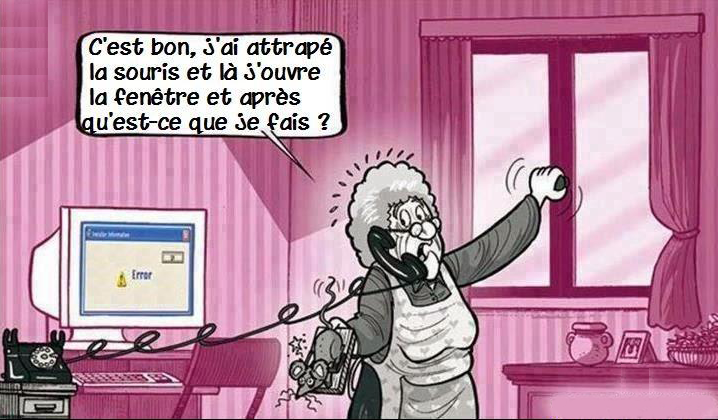 C'est bon, j'ai attrapé
la souris et là j'ouvre
la fenêtre et après
qu'est-ce que je fais ?
Error